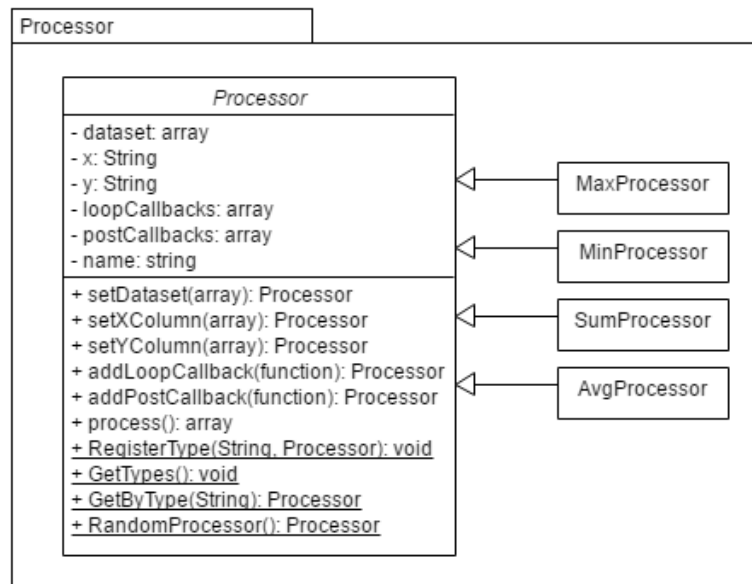 Processor
Processor
- dataset: array
- x: String
- y: String
- loopCallbacks: array
- postCallbacks: array
- name: string
+ setDataset(array): Processor
+ setXColumn(array): Processor
+ setYColumn(array): Processor
+ addLoopCallback(function): Processor
+ addPostCallback(function): Processor
+ process(): array
+ RegisterType(String, Processor): void
+ GetTypes(): void
+ GetByType(String): Processor
+ RandomProcessor(): Processor
MaxProcessor
MinProcessor
SumProcessor
AvgProcessor